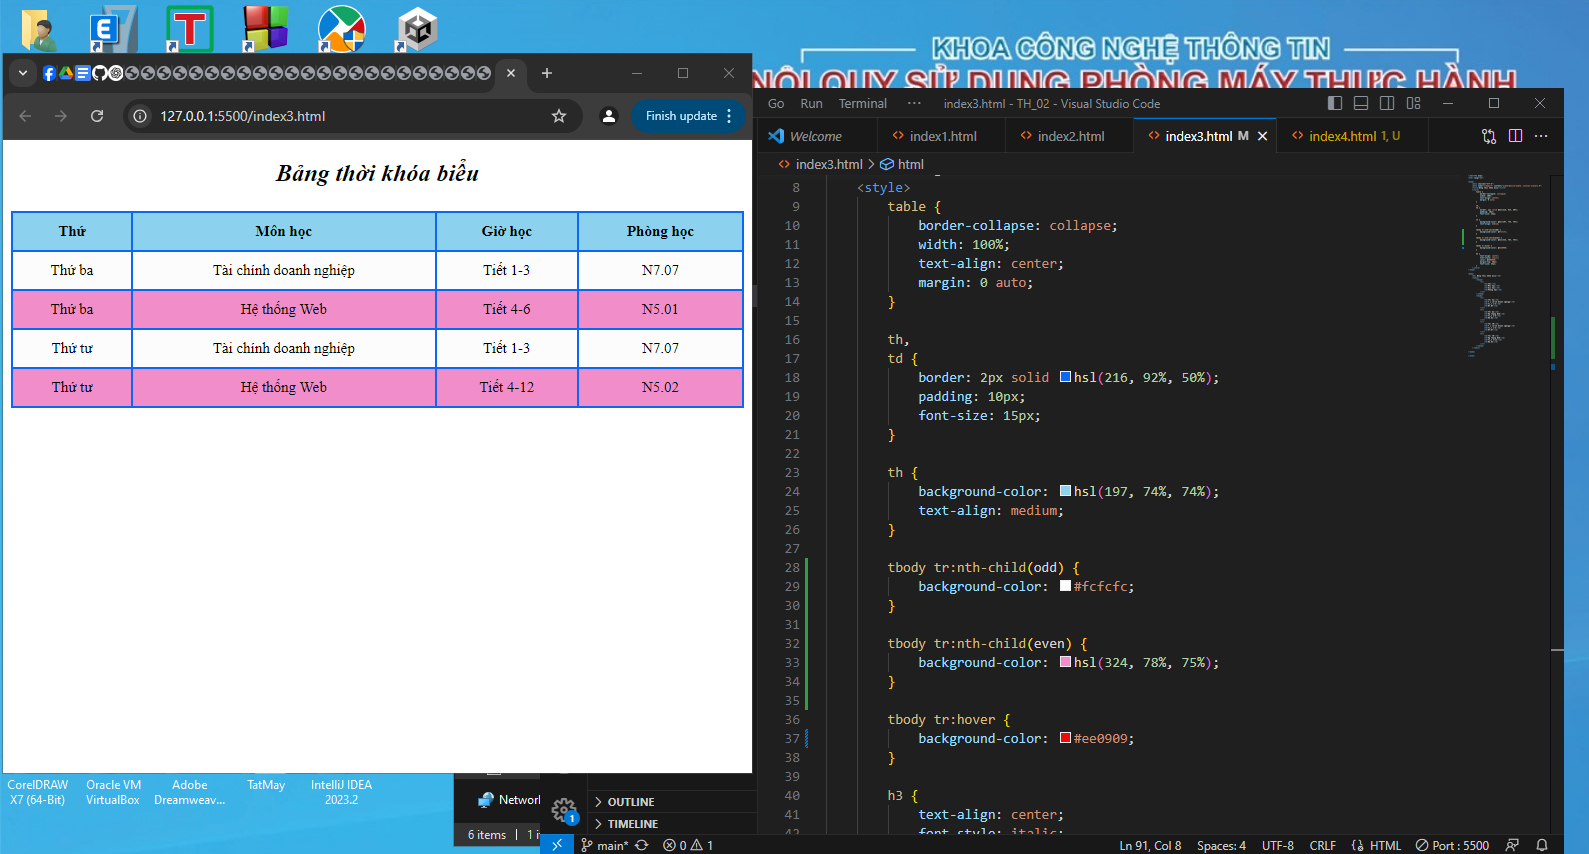 KHOA CÔNG NGHỆ THÔNG TIN
NỘI QUY SỬ DỤNG PHÒNG MÁY THỰC HÀNH
127.0.0.1:5500/index3.html
Finish update
Bảng thời khóa biểu
Thứ Môn học Giờ học Phòng học
Thứ ba Tài chính doanh nghiệp Tiết 1-3 N7.07
Thứ ba Hệ thống Web Tiết 4-6 N5.01
Thứ tư Tài chính doanh nghiệp Tiết 1-3 N7.07
Thứ tư Hệ thống Web Tiết 4-12 N5.02
CorelDRAW X7 (64-Bit)
Oracle VM VirtualBox
Adobe Dreamweav...
TatMay
IntelliJ IDEA 2023.2
Network
6 items
Go Run Terminal ··· index3.html - TH_02 - Visual Studio Code
Welcome index1.html index2.html index3.html M index4.html 1, U
index3.html > html
8 <style>
9 table {
10 border-collapse: collapse;
11 width: 100%;
12 text-align: center;
13 margin: 0 auto;
14 }
15
16 th,
17 td {
18 border: 2px solid hsl(216, 92%, 50%);
19 padding: 10px;
20 font-size: 15px;
21 }
22
23 th {
24 background-color: hsl(197, 74%, 74%);
25 text-align: medium;
26 }
27
28 tbody tr:nth-child(odd) {
29 background-color: #fcfcfc;
30 }
31
32 tbody tr:nth-child(even) {
33 background-color: hsl(324, 78%, 75%);
34 }
35
36 tbody tr:hover {
37 background-color: #ee0909;
38 }
39
40 h3 {
41 text-align: center;
42 font-style: italic;
OUTLINE
TIMELINE
1
main* 0 1 Ln 91, Col 8 Spaces: 4 UTF-8 CRLF HTML Port : 5500